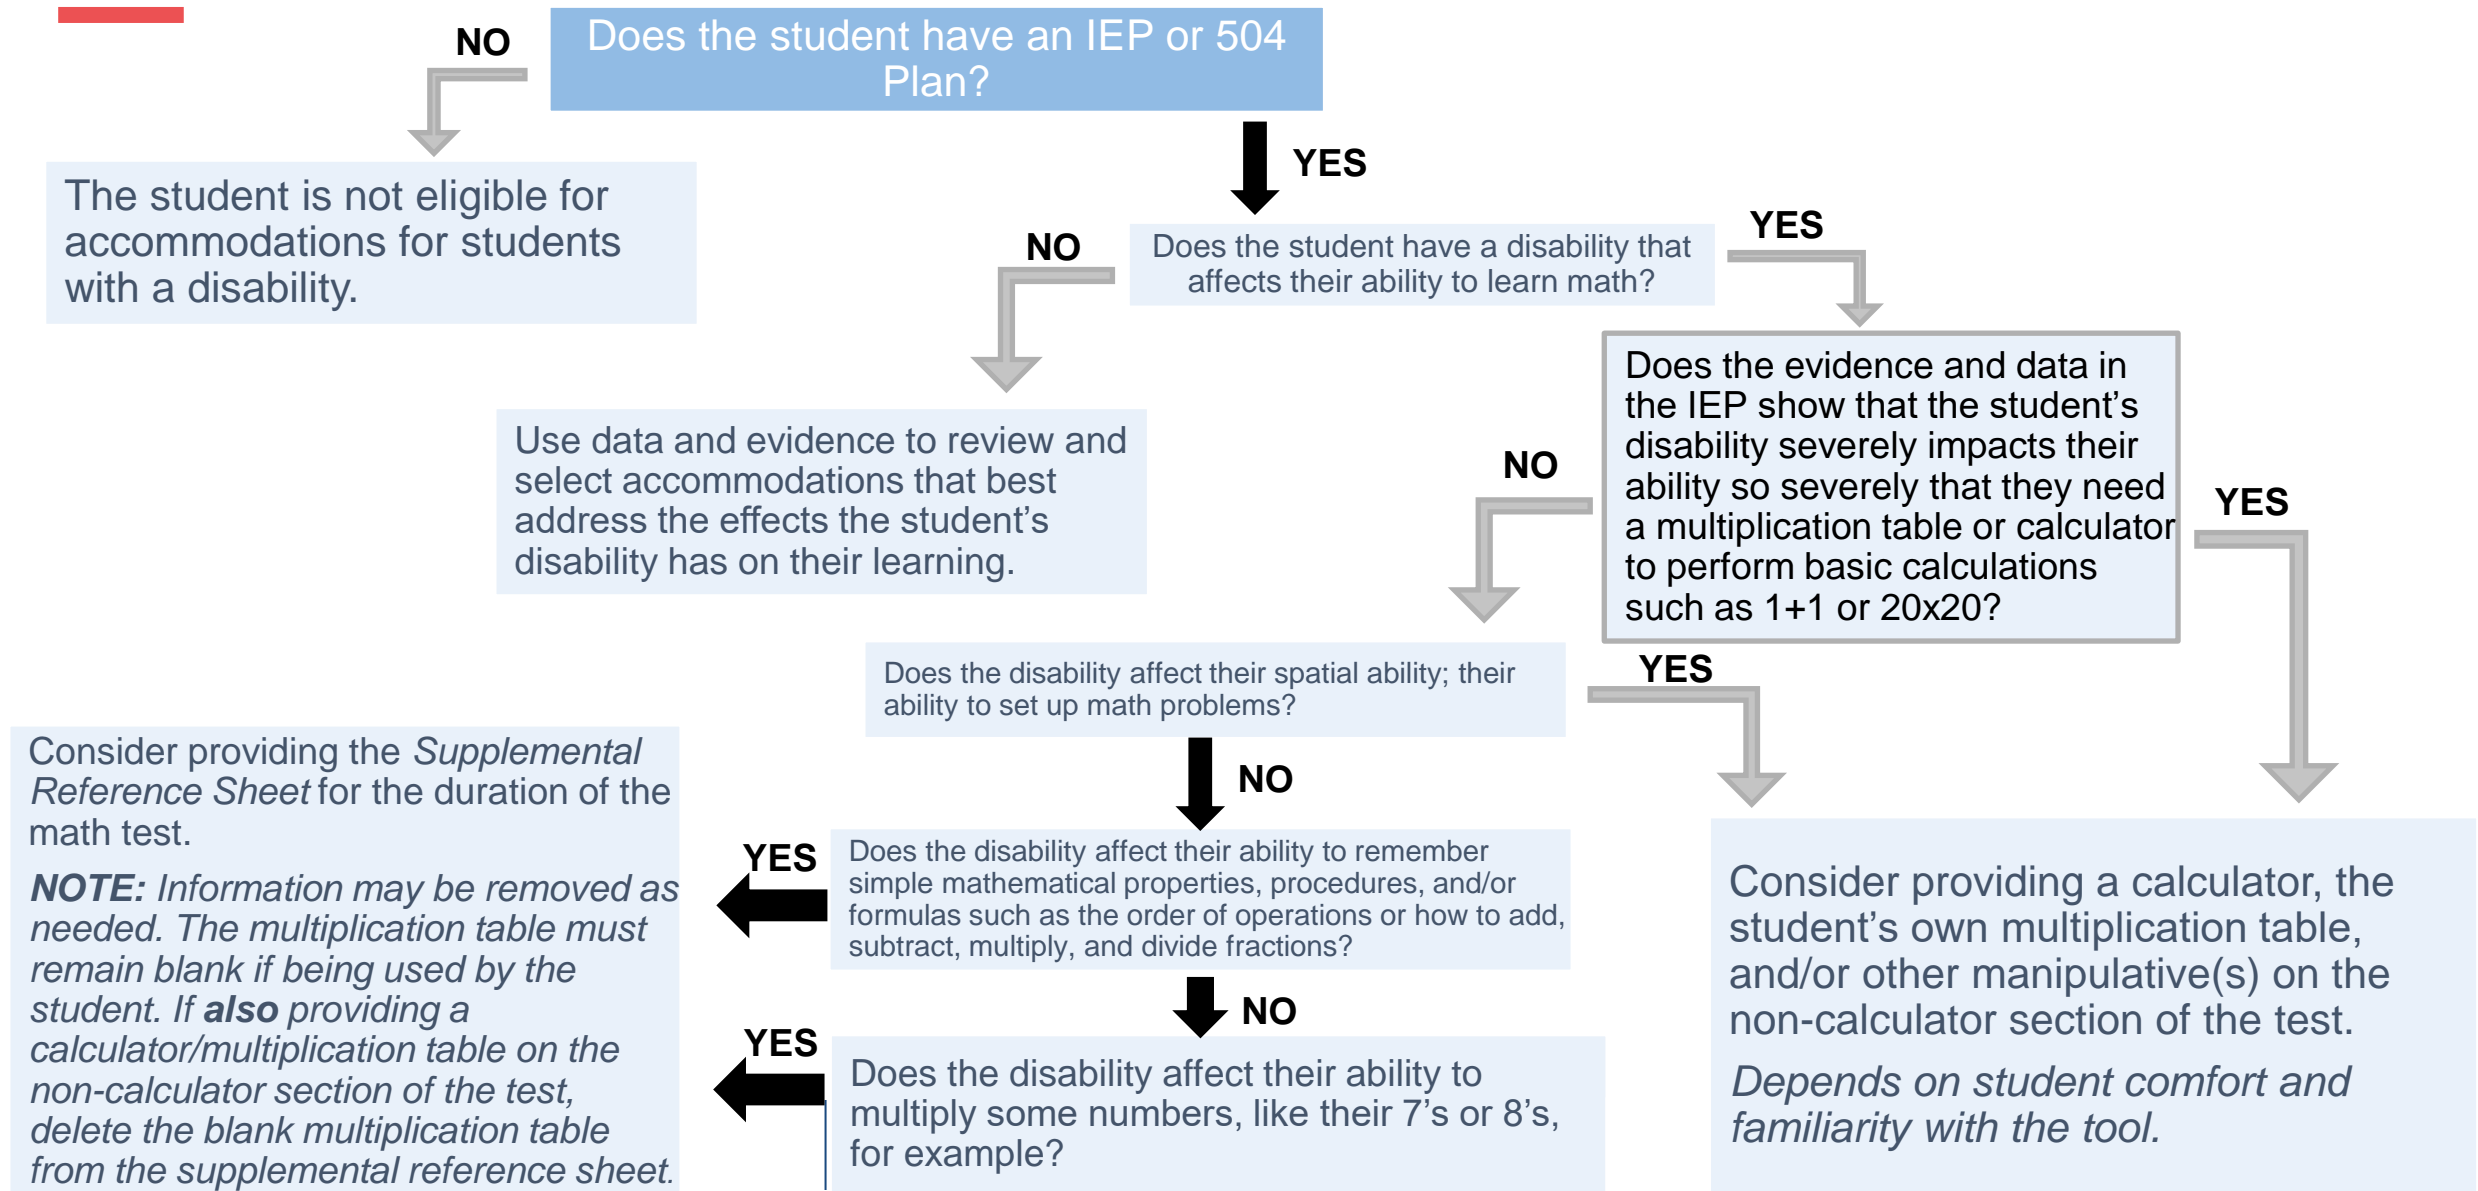 NO
Does the student have an IEP or 504
Plan?
The student is not eligible for
accommodations for students
with a disability.
YES
NO
Does the student have a disability that
affects their ability to learn math?
YES
Use data and evidence to review and
select accommodations that best
address the effects the student’s
disability has on their learning.
Does the evidence and data in
the IEP show that the student’s
disability severely impacts their
ability so severely that they need
a multiplication table or calculator
to perform basic calculations
such as 1+1 or 20x20?
NO
YES
Does the disability affect their spatial ability; their
ability to set up math problems?
YES
NO
Consider providing the Supplemental
Reference Sheet for the duration of the
math test.
NOTE: Information may be removed as
needed. The multiplication table must
remain blank if being used by the
student. If also providing a
calculator/multiplication table on the
non-calculator section of the test,
delete the blank multiplication table
from the supplemental reference sheet.
YES
Does the disability affect their ability to remember
simple mathematical properties, procedures, and/or
formulas such as the order of operations or how to add,
subtract, multiply, and divide fractions?
NO
YES
Does the disability affect their ability to
multiply some numbers, like their 7’s or 8’s,
for example?
Consider providing a calculator, the
student’s own multiplication table,
and/or other manipulative(s) on the
non-calculator section of the test.
Depends on student comfort and
familiarity with the tool.